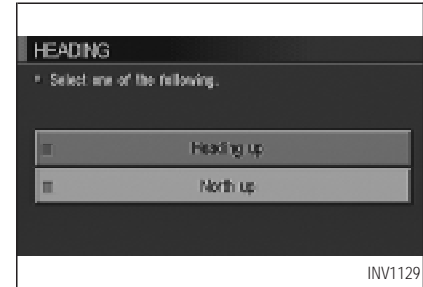 HEADING
Select one of the following.
Heading up
North up
INV1129